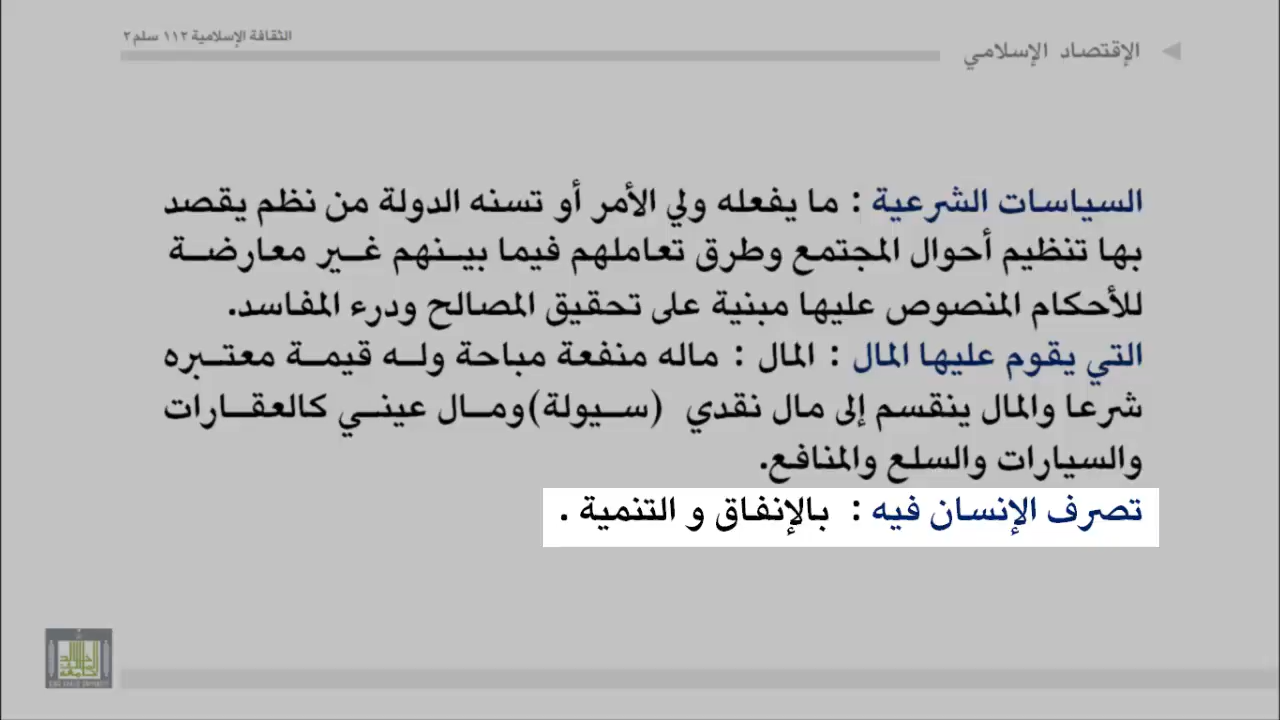 الثقافة الإسلامية ١١٢ سلم ٢
الإقتصاد الإسلامي
السياسات الشرعية : ما يفعله ولي الأمر أو تسنه الدولة من نظم يقصد
بها تنظيم أحوال المجتمع وطرق تعاملهم فيما بينهم غير معارضة
للأحكام المنصوص عليها مبنية على تحقيق المصالح ودرء المفاسد.
التي يقوم عليها المال : المال : ماله منفعة مباحة وله قيمة معتبره
شرعا والمال ينقسم إلى مال نقدي (سيولة)ومال عيني كالعقارات
والسيارات والسلع والمنافع.
تصرف الإنسان فيه : بالإنفاق و التنمية .